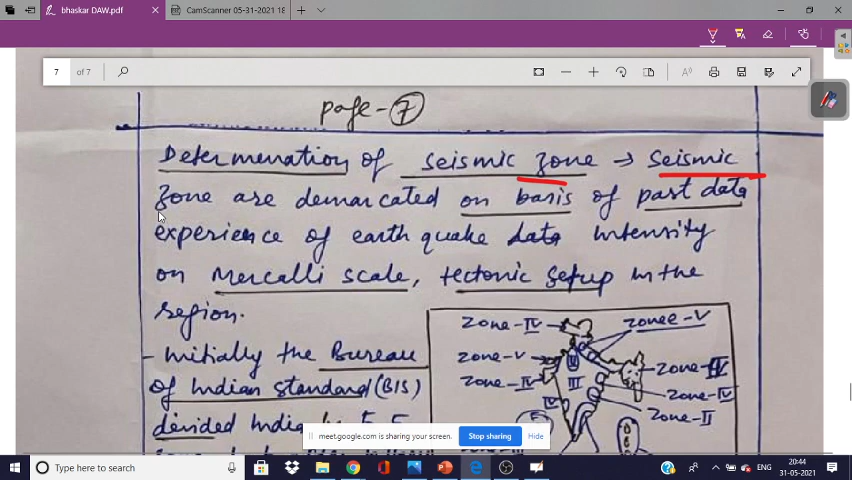 bhaskar DAW.pdf
CamScanner 05-31-2021 18
7 of 7
page-7
Determenation of seismic zone → Seismic
zone are demarcated on basis of past data
experience of earth quake data intensity
on Mercalli scale, tectonic setup in the
region.
- initially the Bureau
of Indian Standard (BIS)
divided India
zone-IV
zonee-V
zone-V
zone-IV
zone-IV
III
zone-IV
zone-II
meet.google.com is sharing your screen.
Stop sharing
Hide
Type here to search
ENG
20:44
31-05-2021